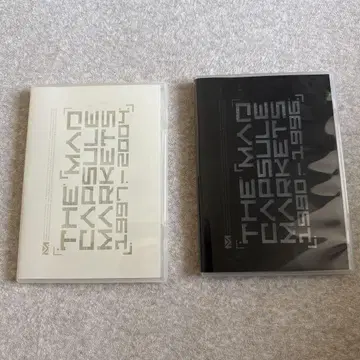 THE MAD
CAPSULE
MARKETS
1997-2004
THE MAD
CAPSULE
MARKETS
1990-1996